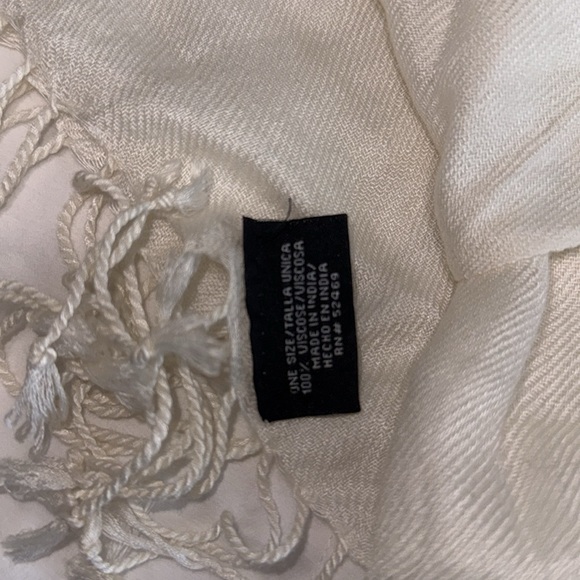 ONE SIZE/TALLA UNICA
100% VISCOSE/VISCOSA
MADE IN INDIA/
HECHO EN INDIA
RN# 52469